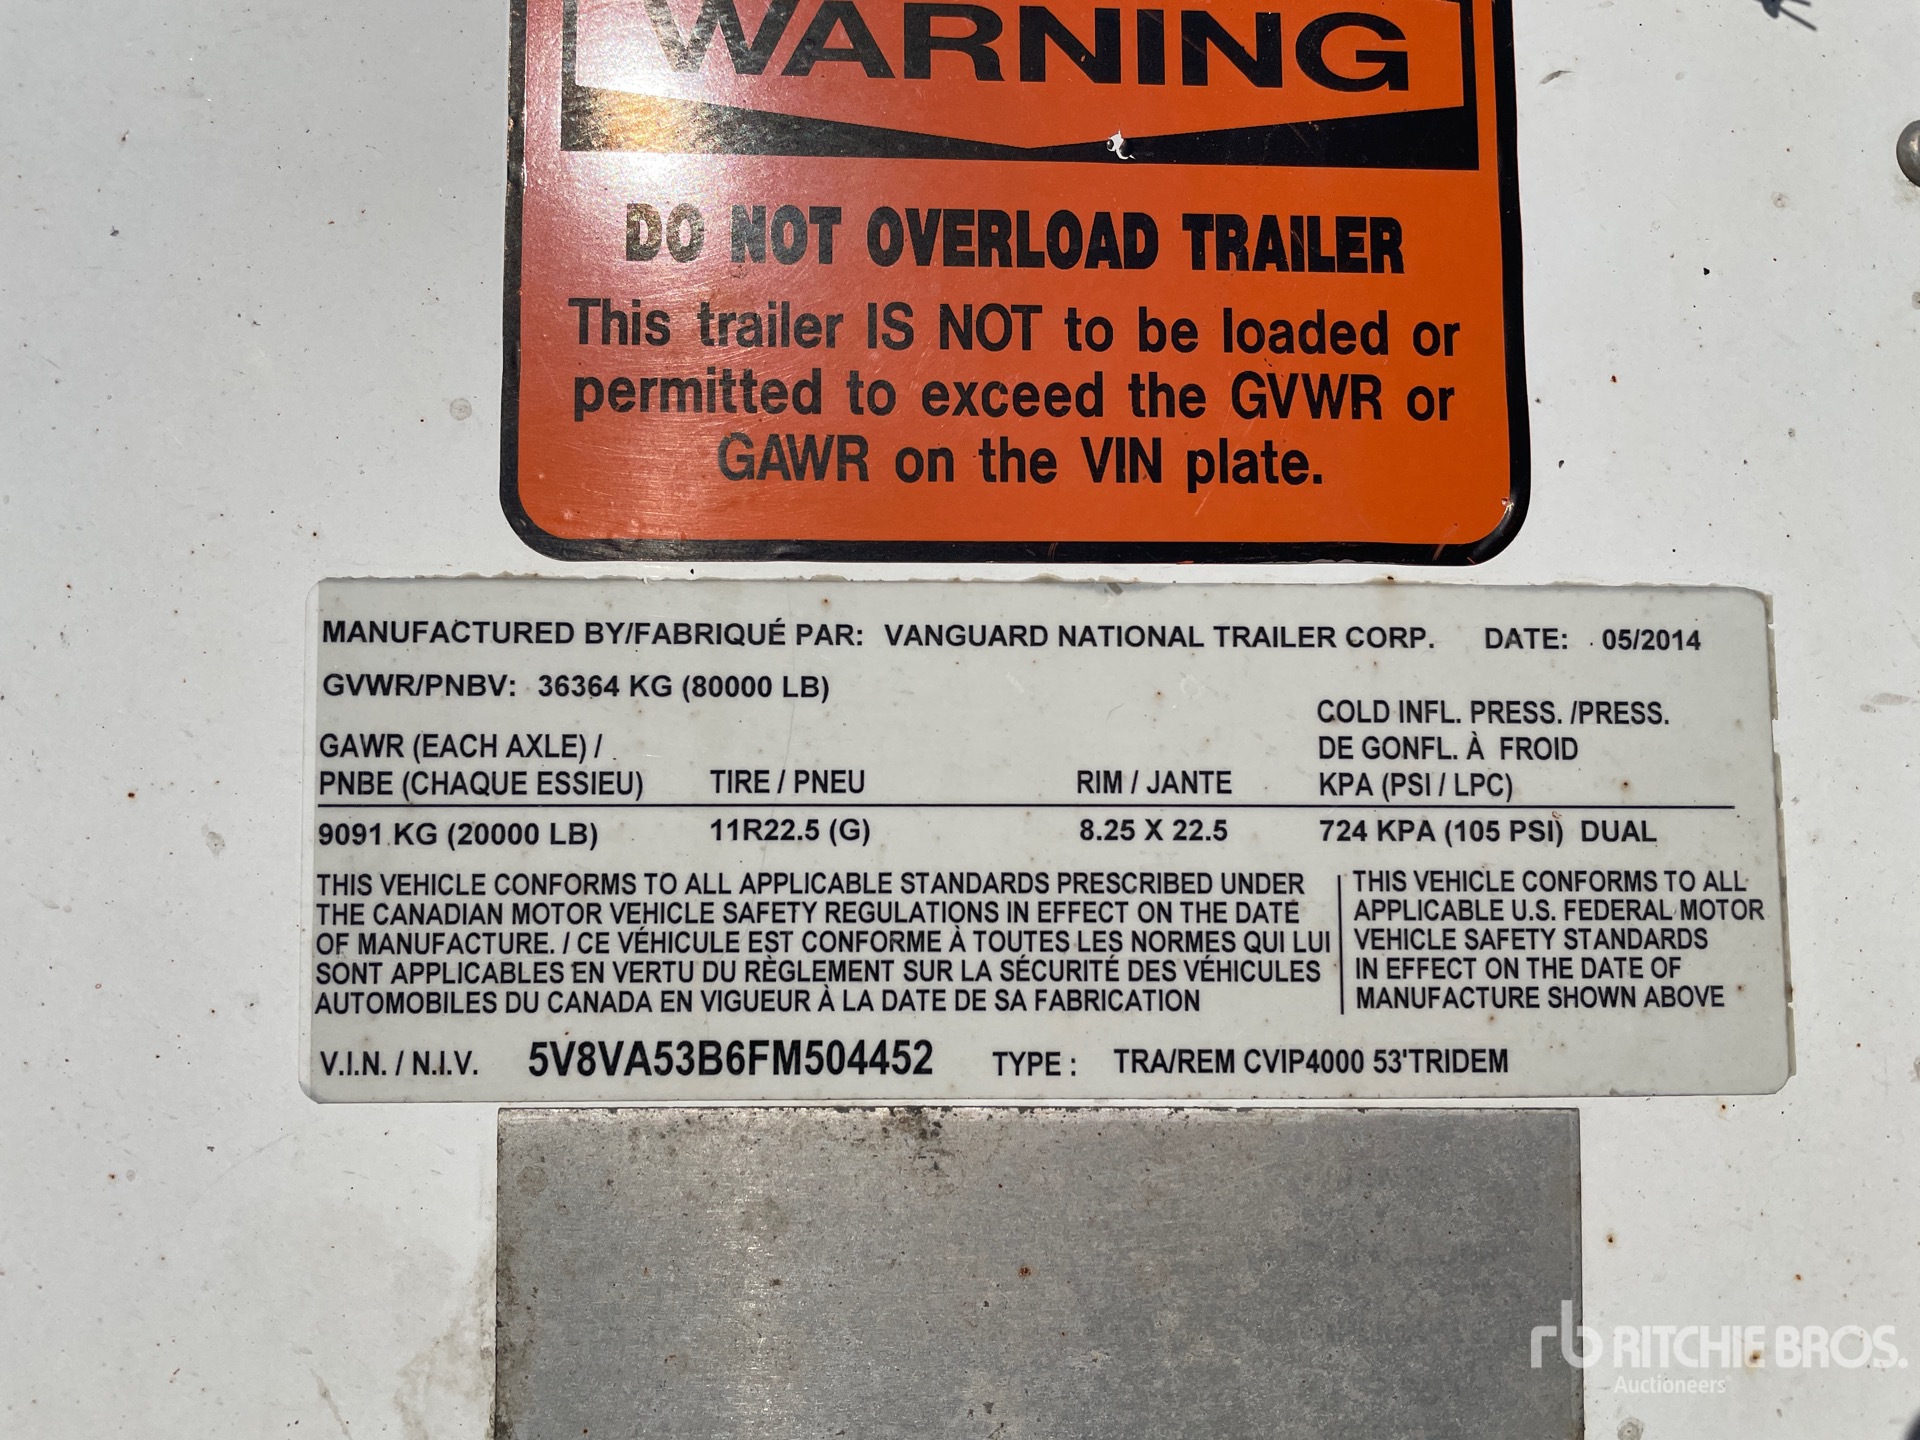 WARNING
DO NOT OVERLOAD TRAILER
This trailer IS NOT to be loaded or
permitted to exceed the GVWR or
GAWR on the VIN plate.
MANUFACTURED BY/FABRIQUÉ PAR: VANGUARD NATIONAL TRAILER CORP. DATE: 05/2014
GVWR/PNBV: 36364 KG (80000 LB)
COLD INFL. PRESS. /PRESS.
GAWR (EACH AXLE) / DE GONFL. À FROID
PNBE (CHAQUE ESSIEU) TIRE / PNEU RIM / JANTE KPA (PSI / LPC)
9091 KG (20000 LB) 11R22.5 (G) 8.25 X 22.5 724 KPA (105 PSI) DUAL
THIS VEHICLE CONFORMS TO ALL APPLICABLE STANDARDS PRESCRIBED UNDER
THE CANADIAN MOTOR VEHICLE SAFETY REGULATIONS IN EFFECT ON THE DATE
OF MANUFACTURE. / CE VÉHICULE EST CONFORME À TOUTES LES NORMES QUI LUI
SONT APPLICABLES EN VERTU DU RÈGLEMENT SUR LA SÉCURITÉ DES VÉHICULES
AUTOMOBILES DU CANADA EN VIGUEUR À LA DATE DE SA FABRICATION
THIS VEHICLE CONFORMS TO ALL
APPLICABLE U.S. FEDERAL MOTOR
VEHICLE SAFETY STANDARDS
IN EFFECT ON THE DATE OF
MANUFACTURE SHOWN ABOVE
V.I.N. / N.I.V. 5V8VA53B6FM504452 TYPE : TRA/REM CVIP4000 53'TRIDEM
rb RITCHIE BROS.
Auctioneers